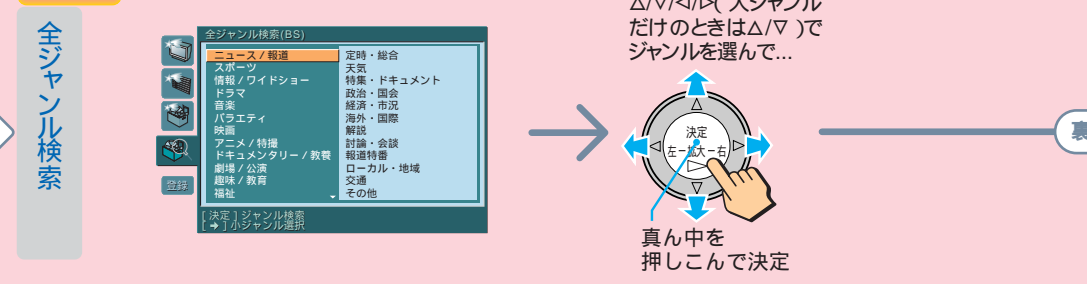 全ジャンル検索
全ジャンル検索(BS)
ニュース/報道
スポーツ
情報/ワイドショー
ドラマ
音楽
バラエティ
映画
アニメ/特撮
ドキュメンタリー/教養
劇場/公演
趣味/教育
福祉
定時・総合
天気
特集・ドキュメント
政治・国会
経済・市況
海外・国際
解説
討論・会談
報道特番
ローカル・地域
交通
その他
登録
[決定]ジャンル検索
[➔]小ジャンル選択
△/▽/◁/▷(大ジャンル
だけのときは△/▽)で
ジャンルを選んで...
決定
左ー拡大ー右
真ん中を
押しこんで決定
裏